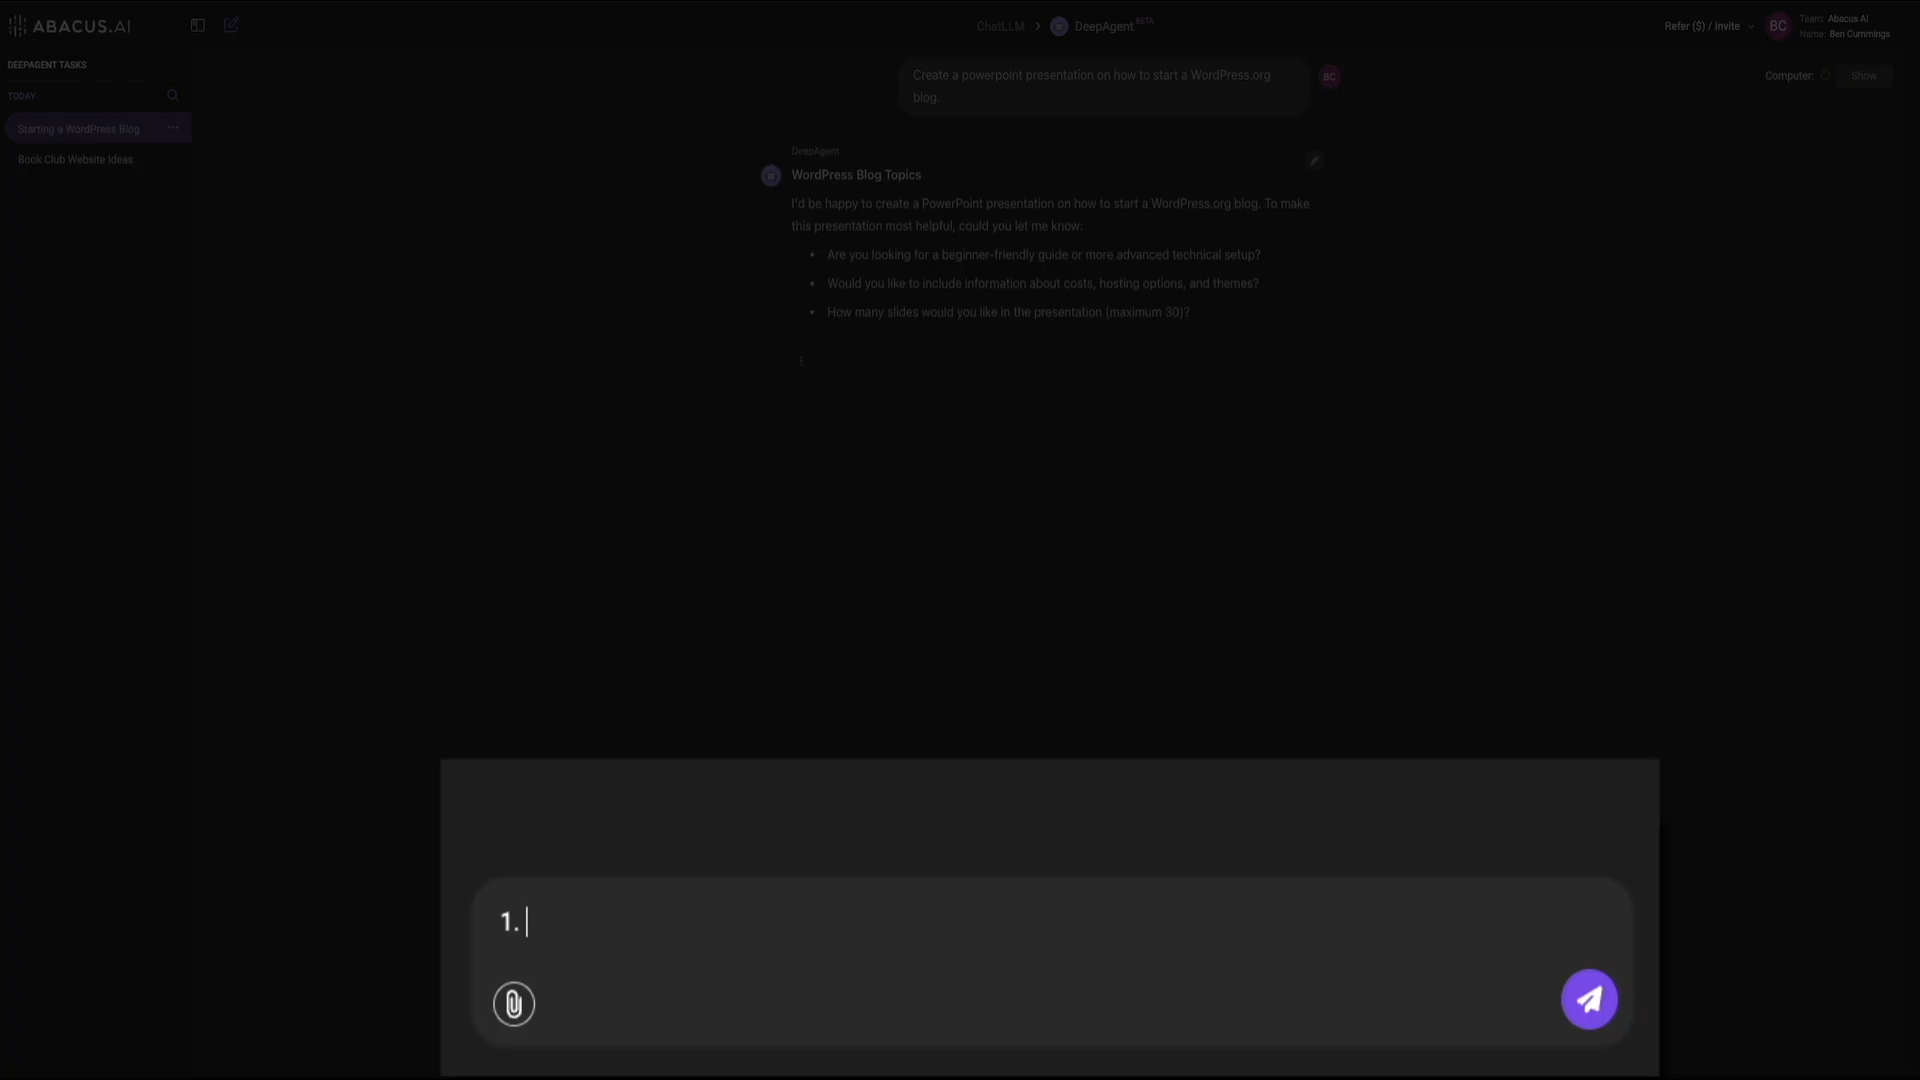 ABACUS.AI
ChatLLM > DeepAgent BETA
Refer ($) / Invite
BC
Team: Abacus AI
Name: Ben Cummings
DEEPAGENT TASKS
TODAY
Starting a WordPress Blog ...
Book Club Website Ideas
Create a powerpoint presentation on how to start a WordPress.org
blog.
BC
Computer:
Show
DeepAgent
WordPress Blog Topics
I'd be happy to create a PowerPoint presentation on how to start a WordPress.org blog. To make
this presentation most helpful, could you let me know:
• Are you looking for a beginner-friendly guide or more advanced technical setup?
• Would you like to include information about costs, hosting options, and themes?
• How many slides would you like in the presentation (maximum 30)?
1.